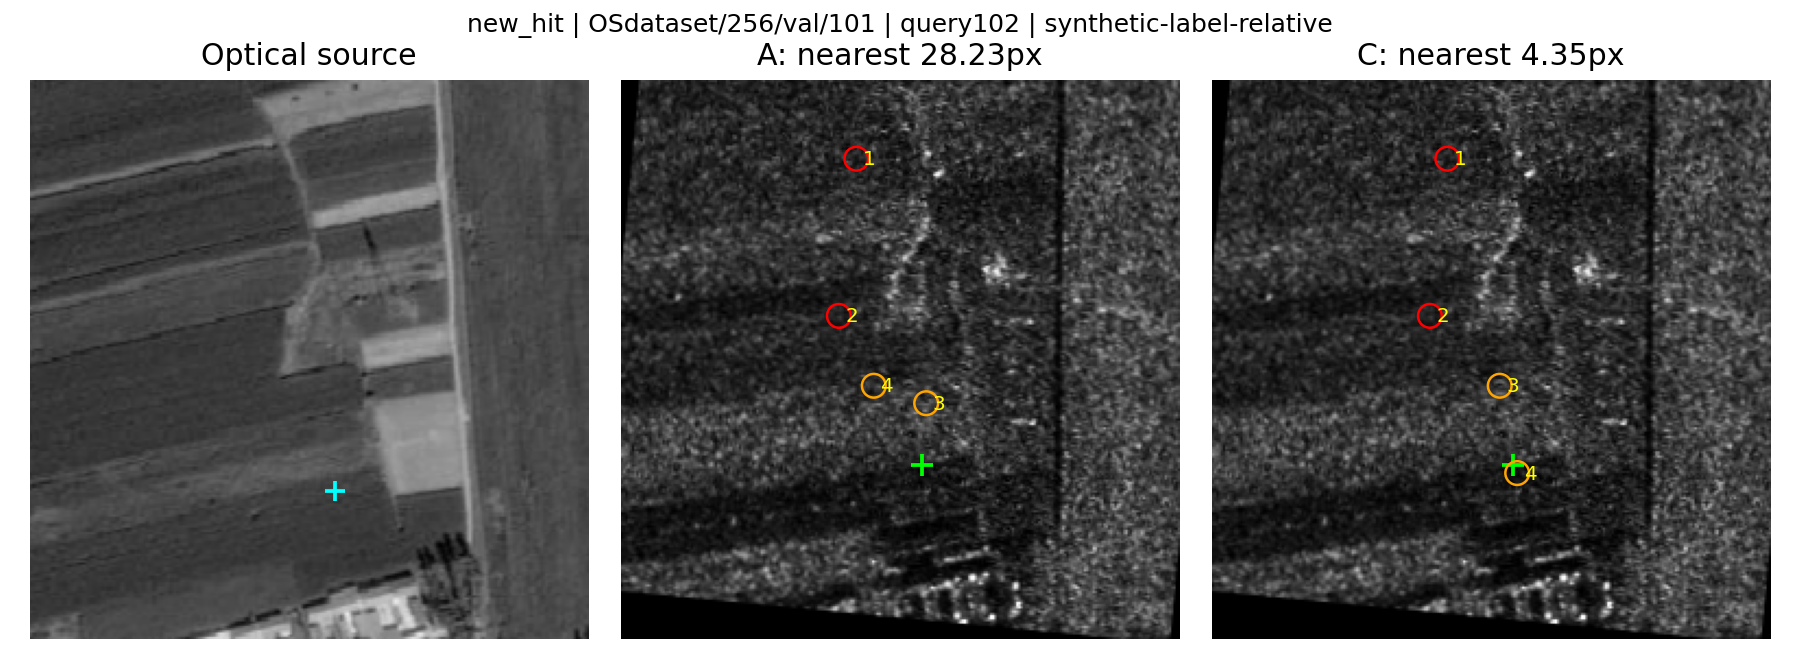 new_hit | OSdataset/256/val/101 | query102 | synthetic-label-relative
Optical source
A: nearest 28.23px
C: nearest 4.35px
1
2
4
3
1
2
3
4